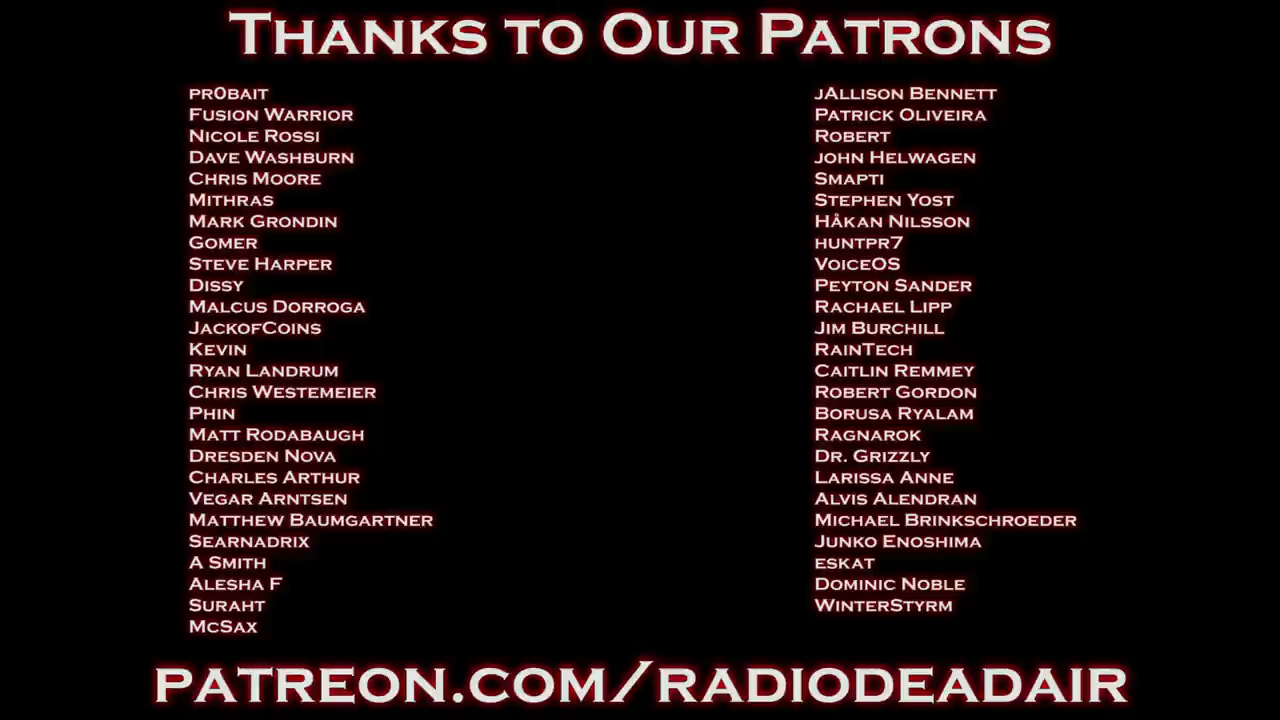 Thanks to Our Patrons
pr0bait
Fusion Warrior
Nicole Rossi
Dave Washburn
Chris Moore
Mithras
Mark Grondin
Gomer
Steve Harper
Dissy
Malcus Dorroga
JackofCoins
Kevin
Ryan Landrum
Chris Westemeier
Phin
Matt Rodabaugh
Dresden Nova
Charles Arthur
Vegar Arntsen
Matthew Baumgartner
Searnadrix
A Smith
Alesha F
Suraht
McSax
jAllison Bennett
Patrick Oliveira
Robert
john Helwagen
Smapti
Stephen Yost
Håkan Nilsson
huntpr7
VoiceOS
Peyton Sander
Rachael Lipp
Jim Burchill
RainTech
Caitlin Remmey
Robert Gordon
Borusa Ryalam
Ragnarok
Dr. Grizzly
Larissa Anne
Alvis Alendran
Michael Brinkschroeder
Junko Enoshima
eskat
Dominic Noble
WinterStyrm
patreon.com/radiodeadair